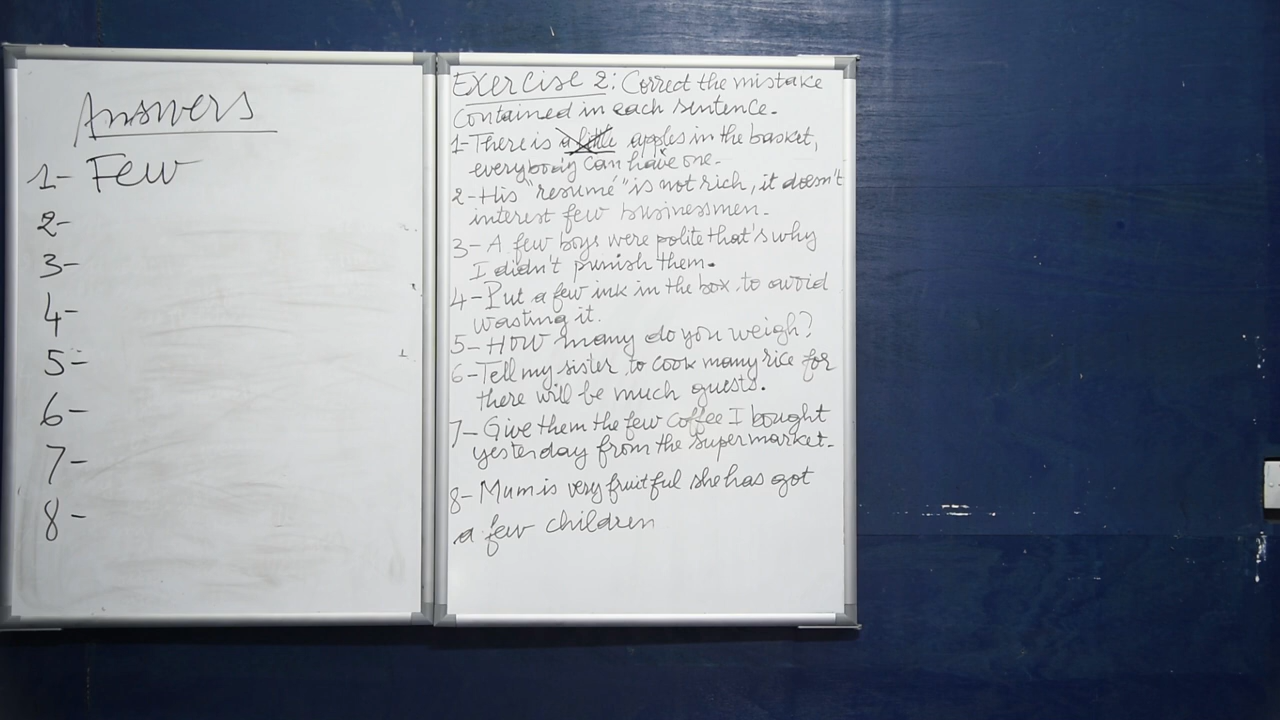 Answers
1- Few
2-
3-
4-
5-
6-
7-
8-
Exercise 2: Correct the mistake
contained in each sentence.
1- There is a little apples in the basket,
everybody can have one.
2- His "resumé" is not rich, it doesn't
interest few businessmen.
3- A few boys were polite that's why
I didn't punish them.
4- Put a few ink in the box, to avoid
wasting it.
5- How many do you weigh?
6- Tell my sister, to cook many rice for
there will be much guests.
7- Give them the few coffee I bought
yesterday from the supermarket.
8- Mum is very fruitful she has got
a few children